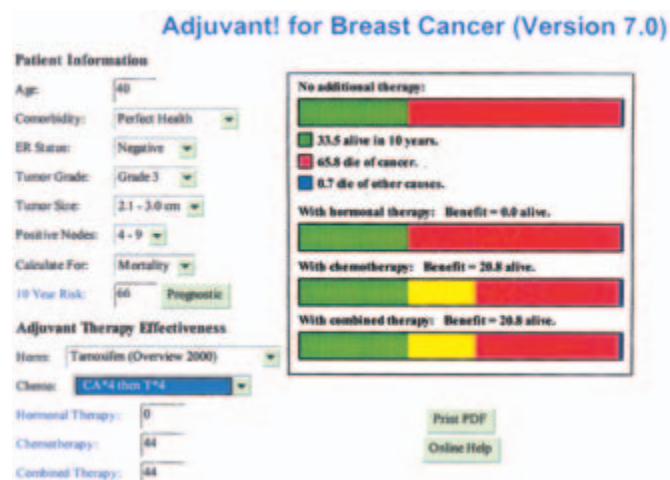 Adjuvant! for Breast Cancer (Version 7.0)
Patient Information
Age: 40
Comorbidity: Perfect Health
ER Status: Negative
Tumor Grade: Grade 3
Tumor Size: 2.1 - 3.0 cm
Positive Nodes: 4 - 9
Calculate For: Mortality
10 Year Risk: 66 Prognostic
Adjuvant Therapy Effectiveness
Horm: Tamoxifen (Overview 2000)
Chemo: CA*4 then T*4
Hormonal Therapy: 0
Chemotherapy: 44
Combined Therapy: 44
No additional therapy:
33.5 alive in 10 years.
65.8 die of cancer.
0.7 die of other causes.
With hormonal therapy: Benefit = 0.0 alive.
With chemotherapy: Benefit = 20.8 alive.
With combined therapy: Benefit = 20.8 alive.
Print PDF
Online Help